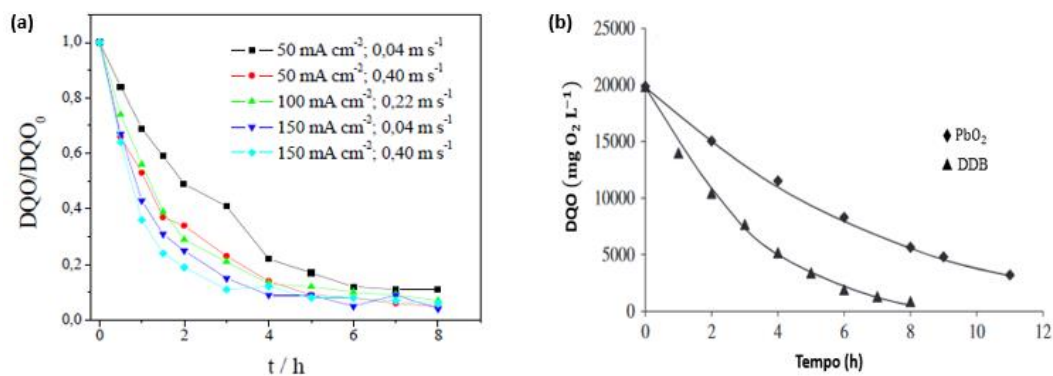 (a)
DQO/DQO₀
1,0
0,8
0,6
0,4
0,2
0,0
50 mA cm⁻²; 0,04 m s⁻¹
50 mA cm⁻²; 0,40 m s⁻¹
100 mA cm⁻²; 0,22 m s⁻¹
150 mA cm⁻²; 0,04 m s⁻¹
150 mA cm⁻²; 0,40 m s⁻¹
0 2 4 6 8
t / h
(b)
DQO (mg O₂ L⁻¹)
25000
20000
15000
10000
5000
0
PbO₂
DDB
0 2 4 6 8 10 12
Tempo (h)